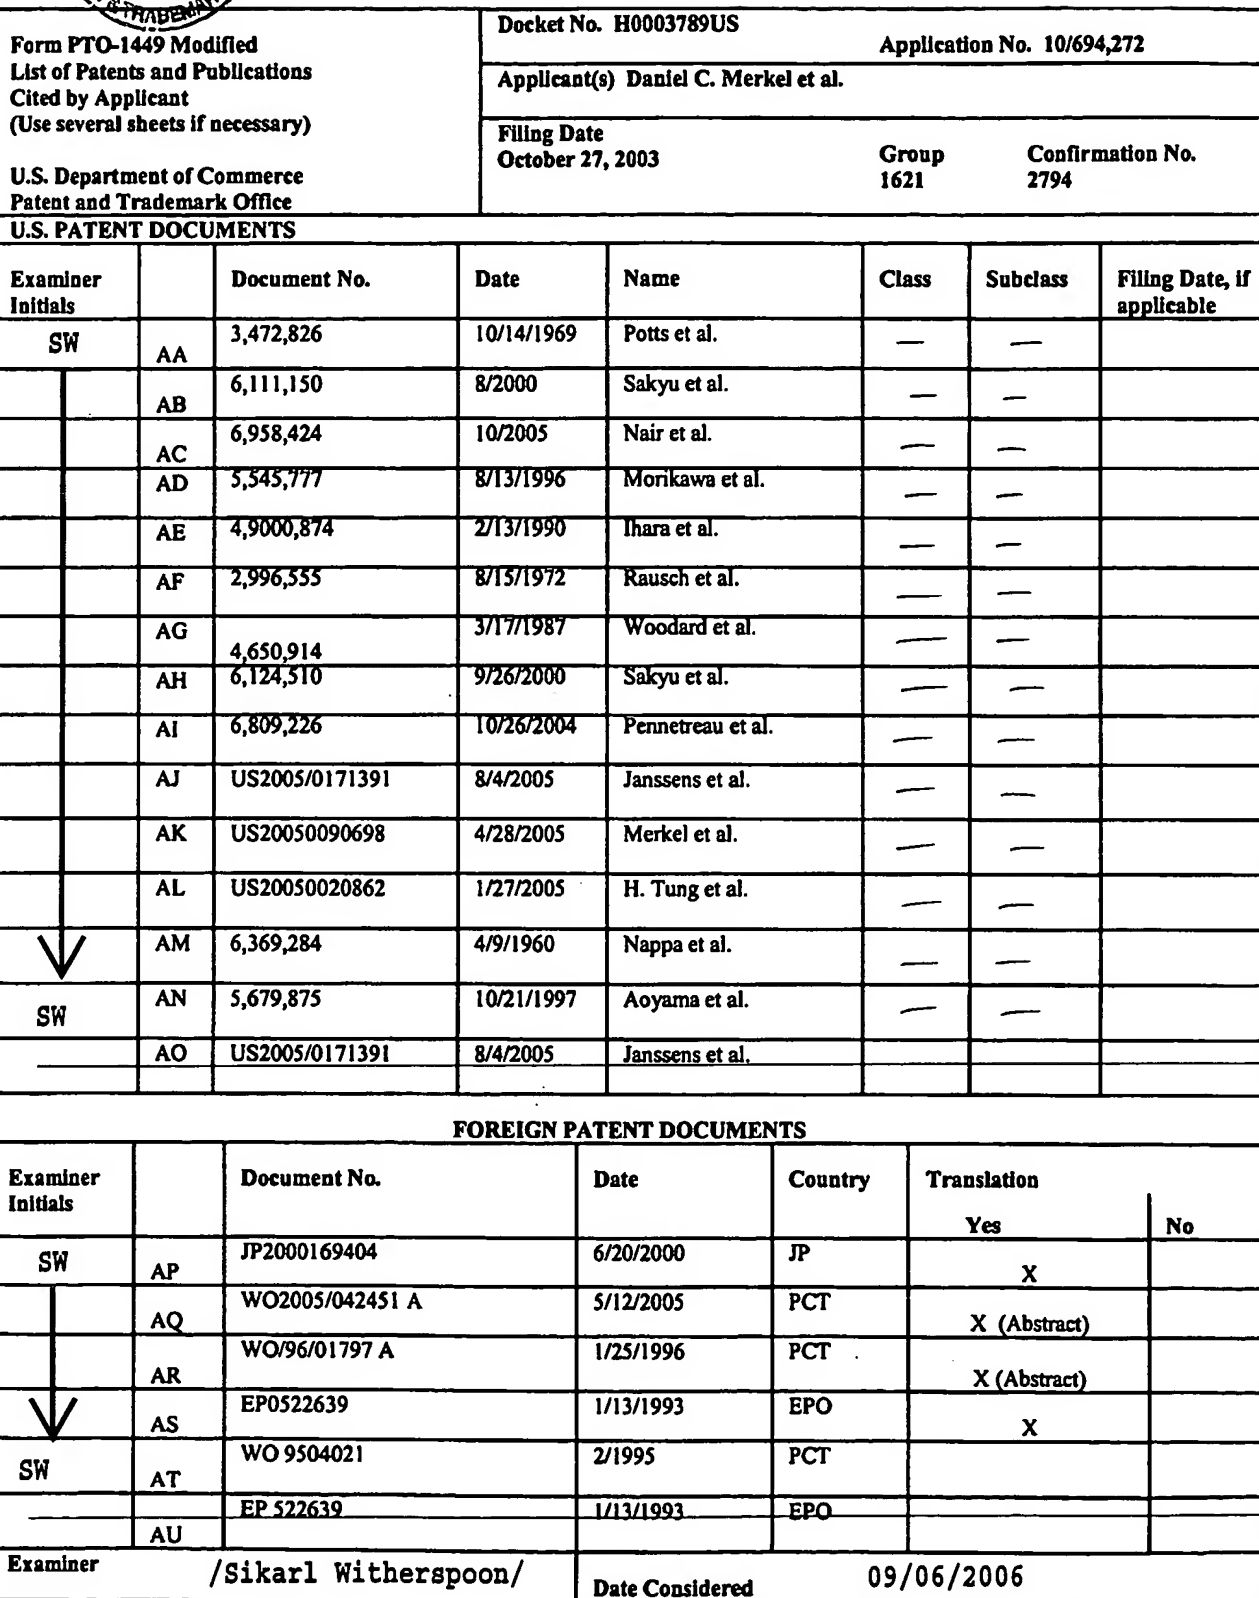 & TRADEMA
Form PTO-1449 Modified
List of Patents and Publications
Cited by Applicant
(Use several sheets if necessary)
U.S. Department of Commerce
Patent and Trademark Office
Docket No. H0003789US
Application No. 10/694,272
Applicant(s) Daniel C. Merkel et al.
Filing Date
October 27, 2003
Group
1621
Confirmation No.
2794
U.S. PATENT DOCUMENTS
Examiner Initials Document No. Date Name Class Subclass Filing Date, if applicable
SW AA 3,472,826 10/14/1969 Potts et al. — —
AB 6,111,150 8/2000 Sakyu et al. — —
AC 6,958,424 10/2005 Nair et al. — —
AD 5,545,777 8/13/1996 Morikawa et al. — —
AE 4,9000,874 2/13/1990 Ihara et al. — —
AF 2,996,555 8/15/1972 Rausch et al. — —
AG 4,650,914 3/17/1987 Woodard et al. — —
AH 6,124,510 9/26/2000 Sakyu et al. — —
AI 6,809,226 10/26/2004 Pennetreau et al. — —
AJ US2005/0171391 8/4/2005 Janssens et al. — —
AK US20050090698 4/28/2005 Merkel et al. — —
AL US20050020862 1/27/2005 H. Tung et al. — —
AM 6,369,284 4/9/1960 Nappa et al. — —
SW AN 5,679,875 10/21/1997 Aoyama et al. — —
AO US2005/0171391 8/4/2005 Janssens et al.
FOREIGN PATENT DOCUMENTS
Examiner Initials Document No. Date Country Translation
Yes No
SW AP JP2000169404 6/20/2000 JP X
AQ WO2005/042451 A 5/12/2005 PCT X (Abstract)
AR WO/96/01797 A 1/25/1996 PCT X (Abstract)
AS EP0522639 1/13/1993 EPO X
SW AT WO 9504021 2/1995 PCT
AU EP 522639 1/13/1993 EPO
Examiner /Sikarl Witherspoon/ Date Considered 09/06/2006